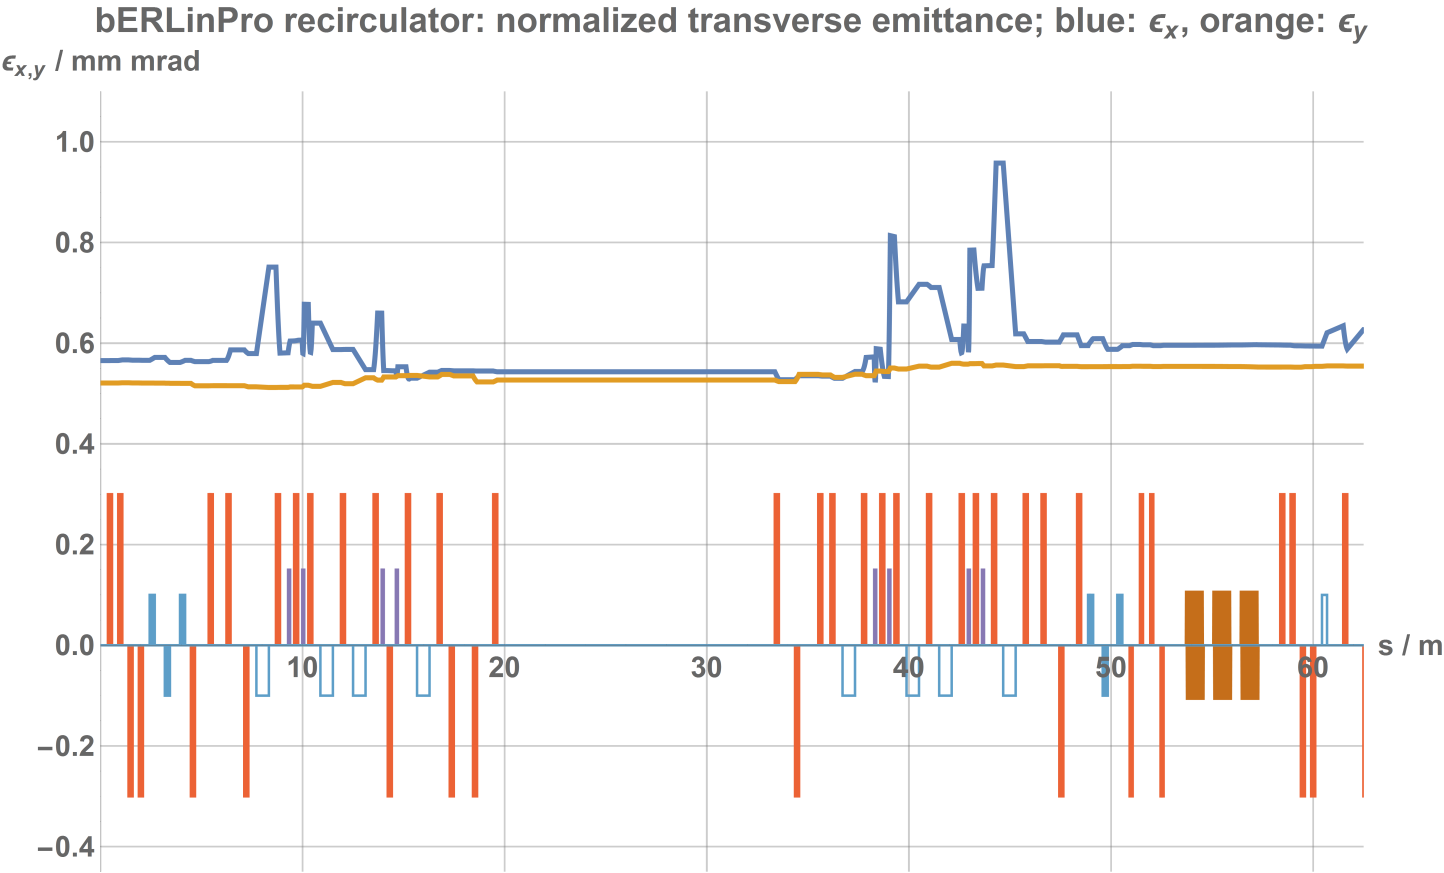 bERLinPro recirculator: normalized transverse emittance; blue: ϵx, orange: ϵy
ϵx,y / mm mrad
1.0
0.8
0.6
0.4
0.2
0.0
−0.2
−0.4
10 20 30 40 50 60
s / m